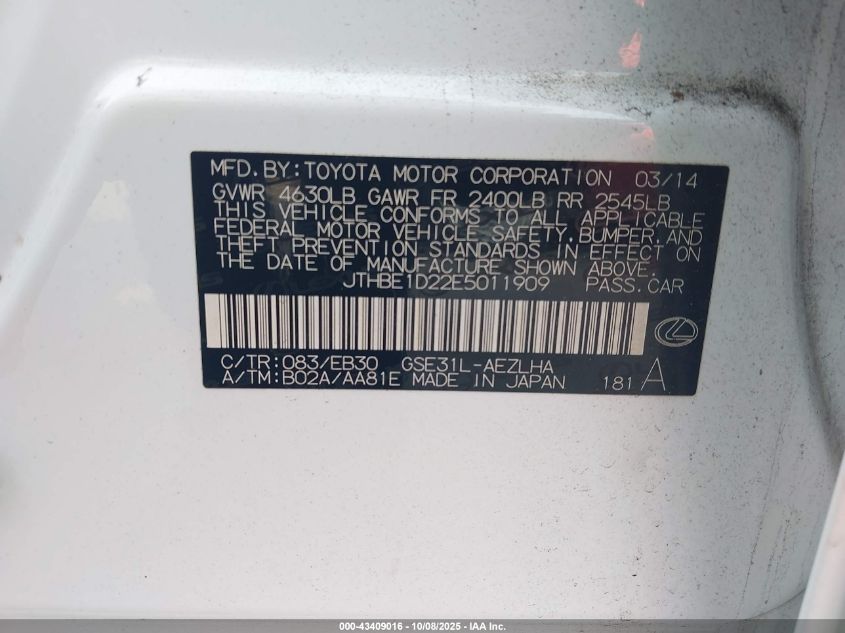 MFD.BY:TOYOTA MOTOR CORPORATION 03/14
GVWR 4630LB GAWR FR 2400LB RR 2545LB
THIS VEHICLE CONFORMS TO ALL APPLICABLE
FEDERAL MOTOR VEHICLE SAFETY,BUMPER,AND
THEFT PREVENTION STANDARDS IN EFFECT ON
THE DATE OF MANUFACTURE SHOWN ABOVE.
JTHBE1D22E5011909 PASS.CAR
C/TR:083/EB30 GSE31L-AEZLHA
A/TM:B02A/AA81E MADE IN JAPAN 181 A
000-43409016 - 10/08/2025 - IAA Inc.